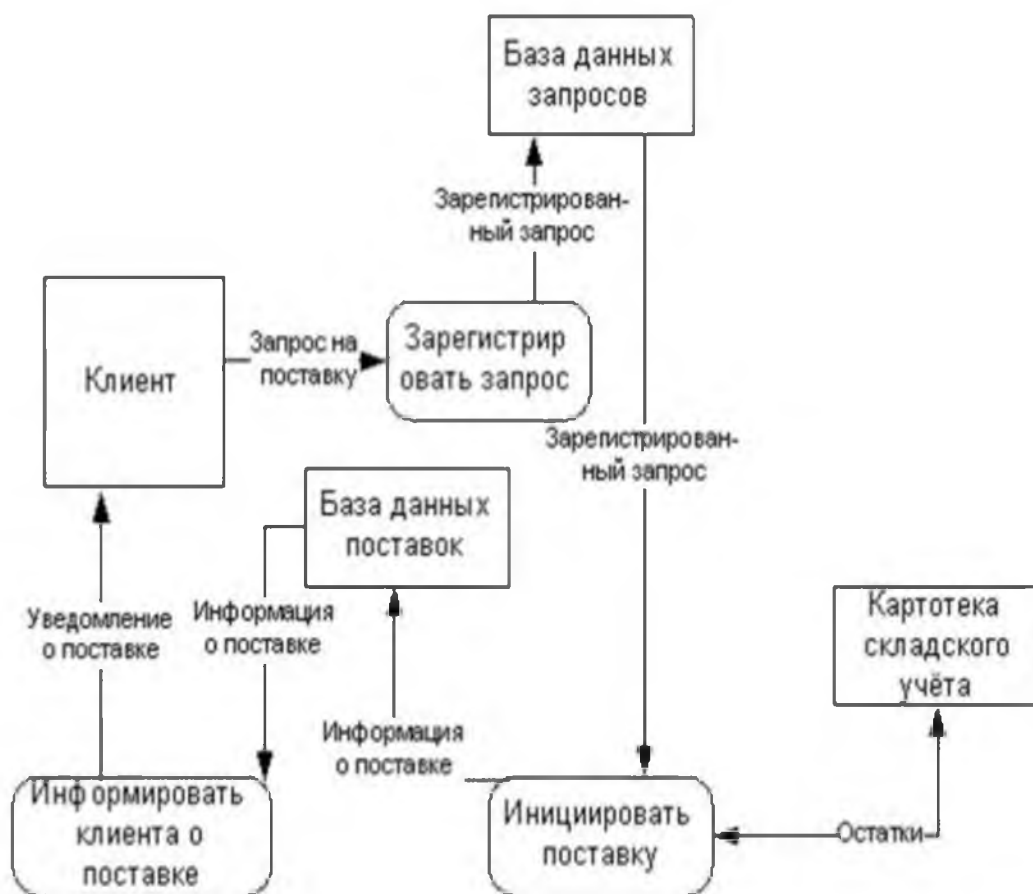 База данных
запросов
Зарегистрирован-
ный запрос
Клиент
Запрос на
поставку
Зарегистрир
овать запрос
Зарегистрирован-
ный запрос
База данных
поставок
Уведомление
о поставке
Информация
о поставке
Картотека
складского
учёта
Информация
о поставке
Информировать
клиента о
поставке
Инициировать
поставку
Остатки